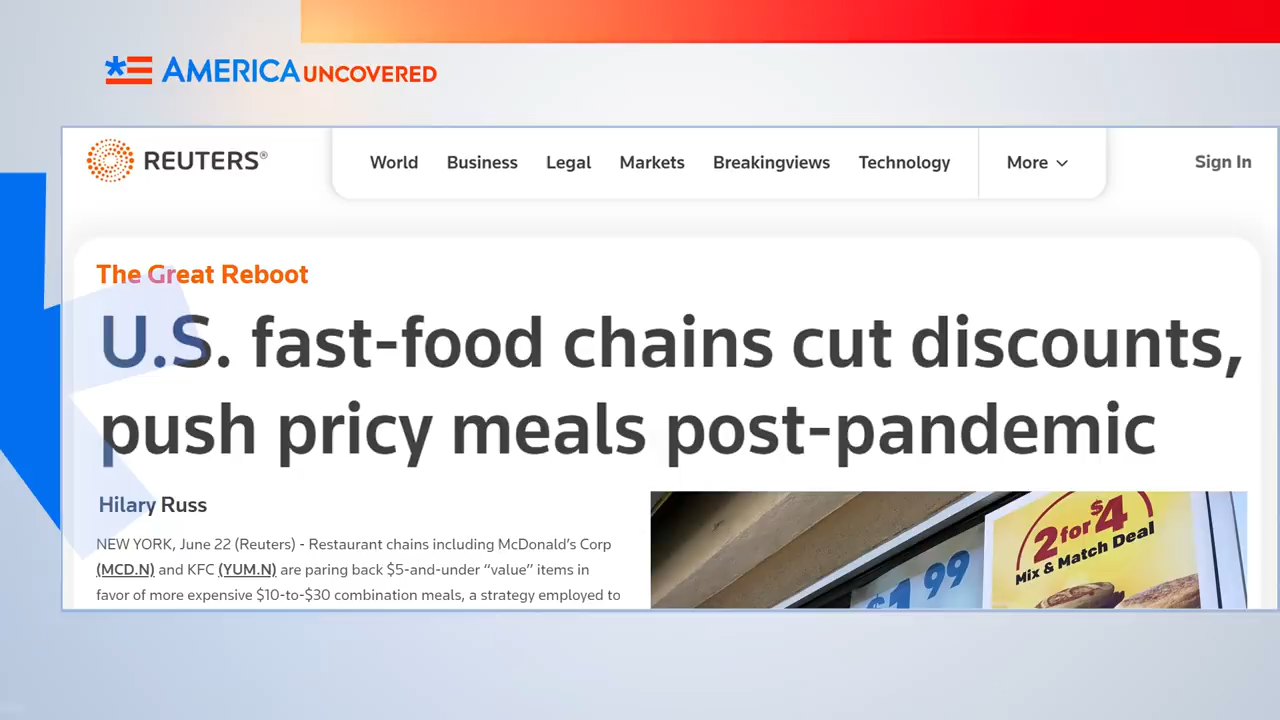 AMERICA UNCOVERED
REUTERS®
World Business Legal Markets Breakingviews Technology More Sign In
The Great Reboot
U.S. fast-food chains cut discounts,
push pricy meals post-pandemic
Hilary Russ
NEW YORK, June 22 (Reuters) - Restaurant chains including McDonald's Corp
(MCD.N) and KFC (YUM.N) are paring back $5-and-under “value” items in
favor of more expensive $10-to-$30 combination meals, a strategy employed to
2 for $4
Mix & Match Deal
$1.99